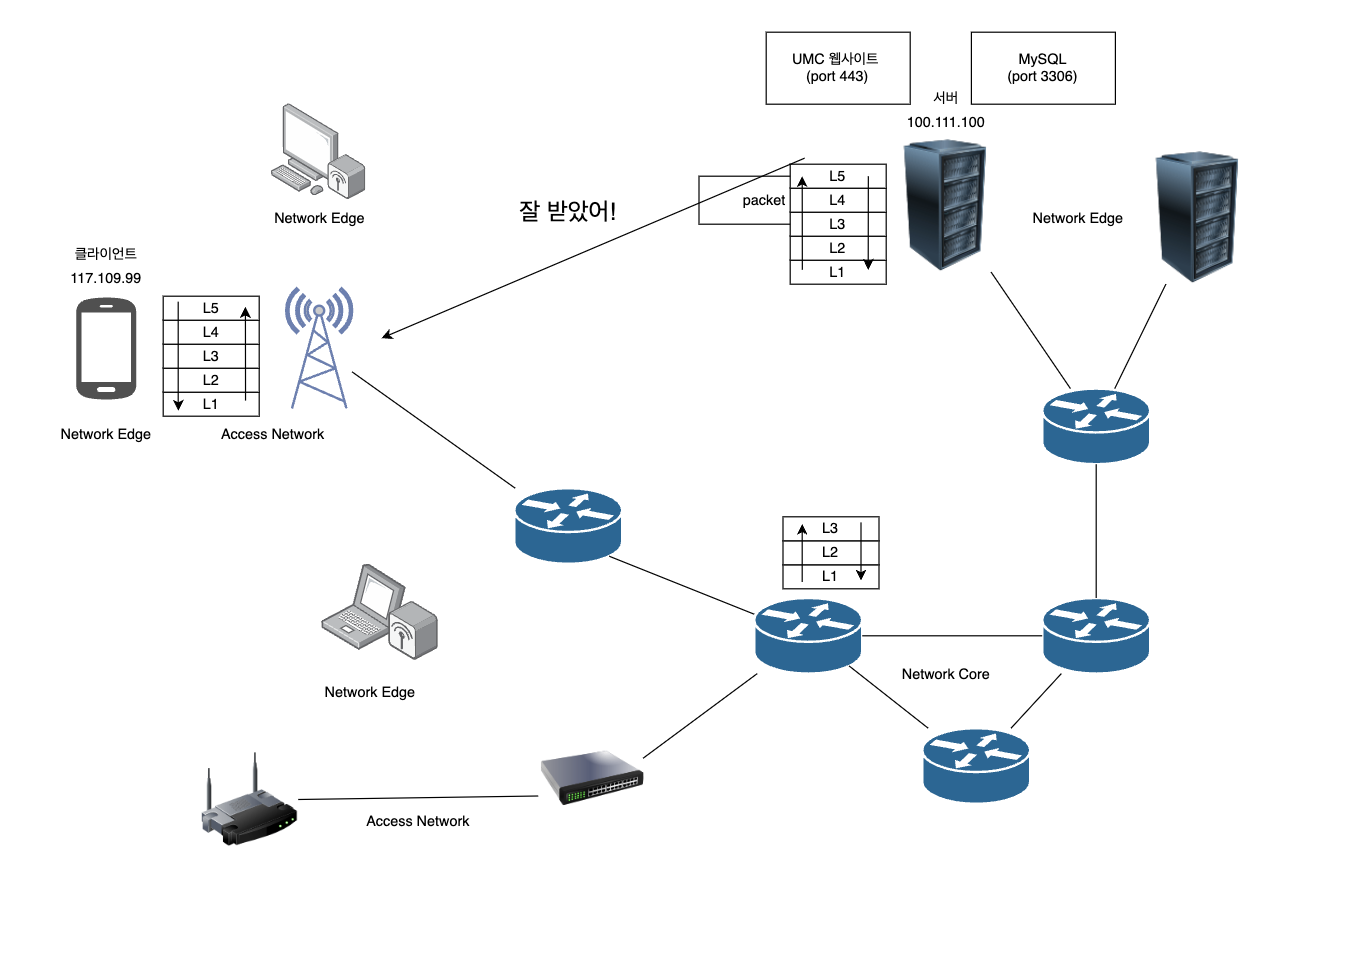 UMC 웹사이트
(port 443)
MySQL
(port 3306)
서버
100.111.100
L5
L4
L3
L2
L1
packet
Network Edge
Network Edge
잘 받았어!
클라이언트
117.109.99
L5
L4
L3
L2
L1
Network Edge
Access Network
L3
L2
L1
Network Core
Network Edge
Access Network